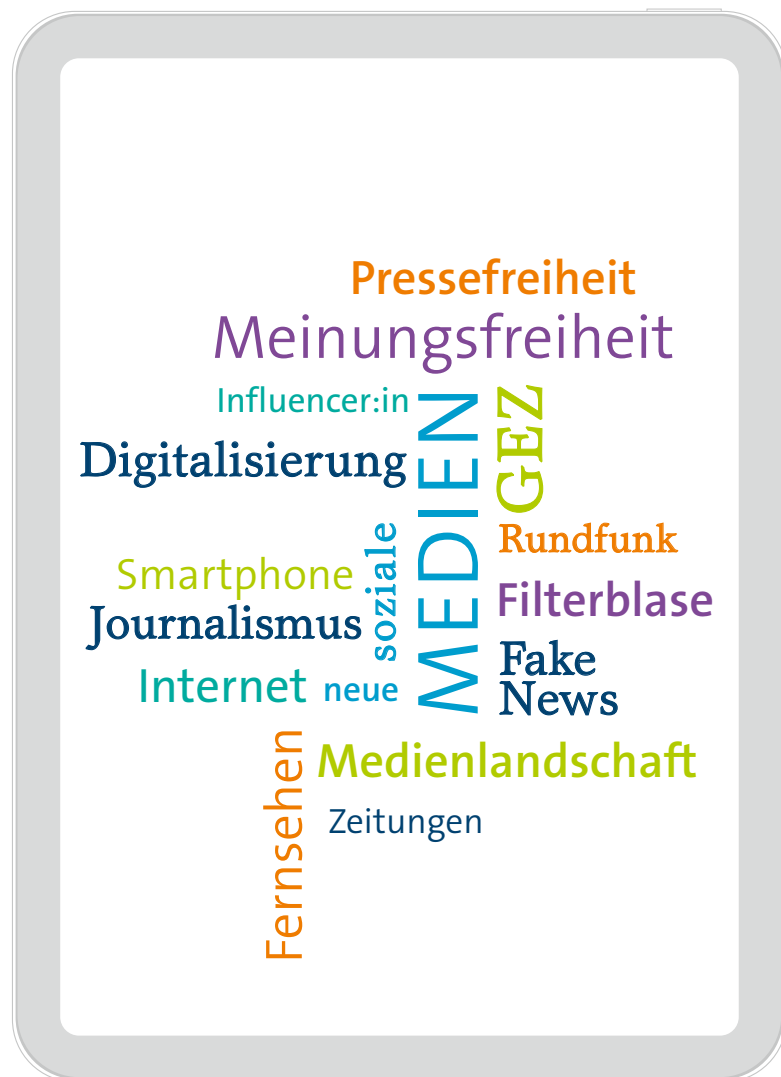 Pressefreiheit
Meinungsfreiheit
Influencer:in
MEDIEN
GEZ
Digitalisierung
soziale
Rundfunk
Smartphone
Filterblase
Journalismus
Fake
News
Internet
neue
Fernsehen
Medienlandschaft
Zeitungen